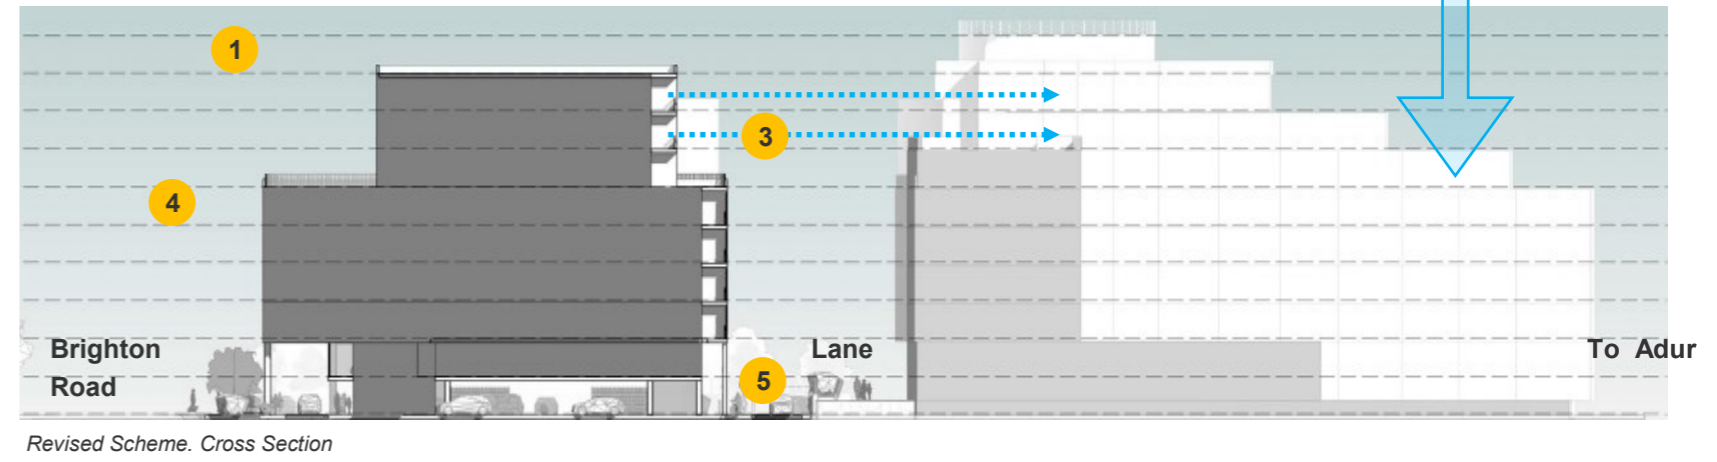 1
3
4
Brighton
Road
Lane
To Adur
5
Revised Scheme. Cross Section